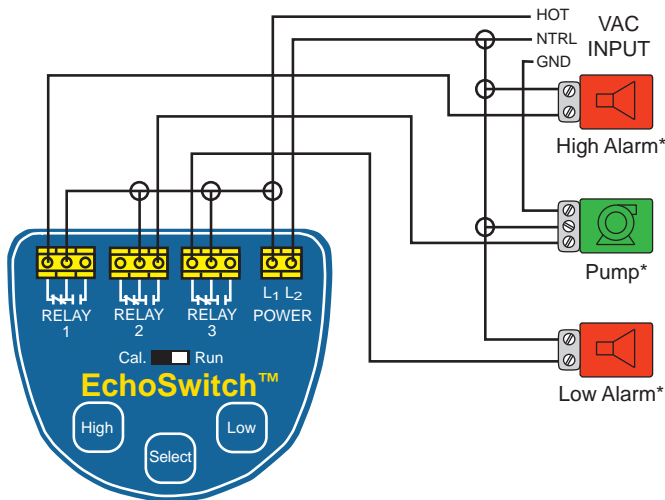 HOT
NTRL
GND
VAC
INPUT
High Alarm*
Pump*
Low Alarm*
L1 L2
RELAY
1
RELAY
2
RELAY
3
POWER
Cal.
Run
EchoSwitch™
High
Select
Low